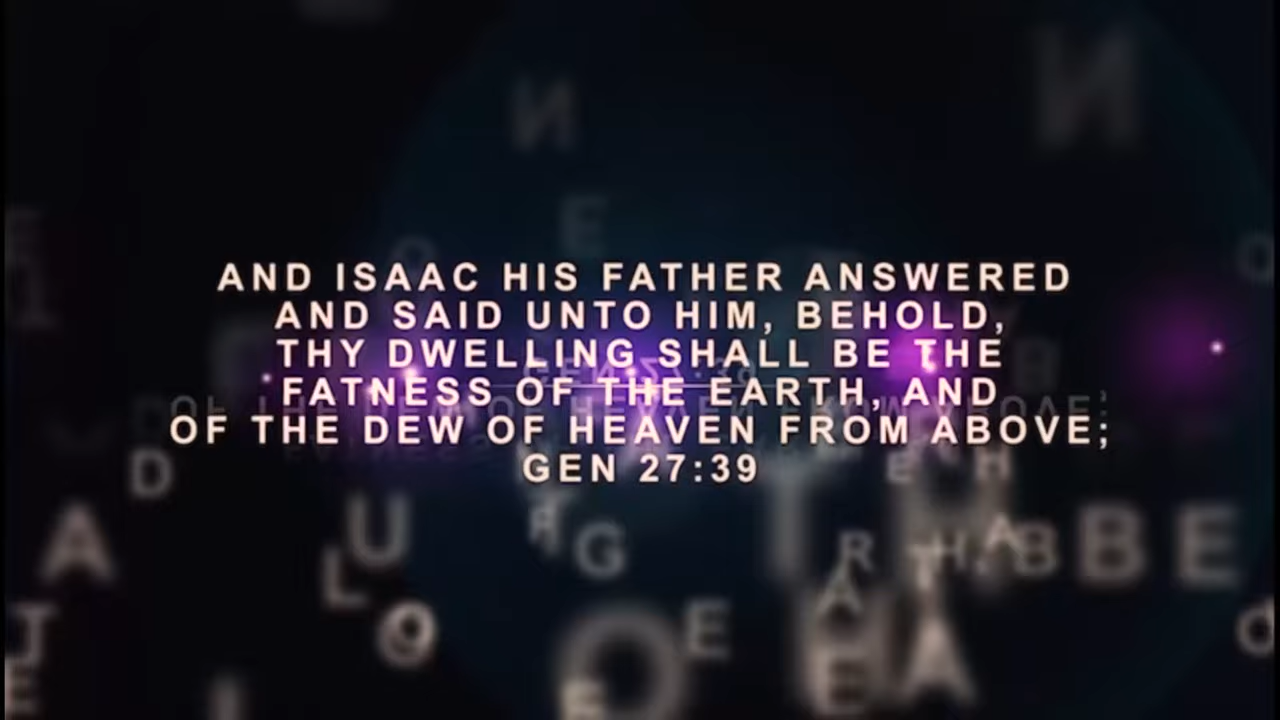 AND ISAAC HIS FATHER ANSWERED
AND SAID UNTO HIM, BEHOLD,
THY DWELLING SHALL BE THE
FATNESS OF THE EARTH, AND
OF THE DEW OF HEAVEN FROM ABOVE;
GEN 27:39